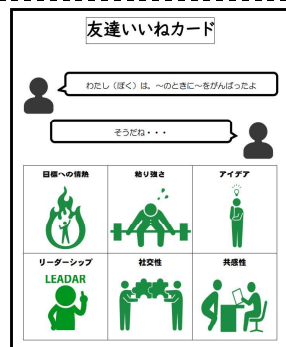 友達いいねカード
わたし（ぼく）は、～のときに～をがんばったよ
そうだね・・・
目標への情熱
粘り強さ
アイデア
リーダーシップ
社交性
共感性
LEADAR